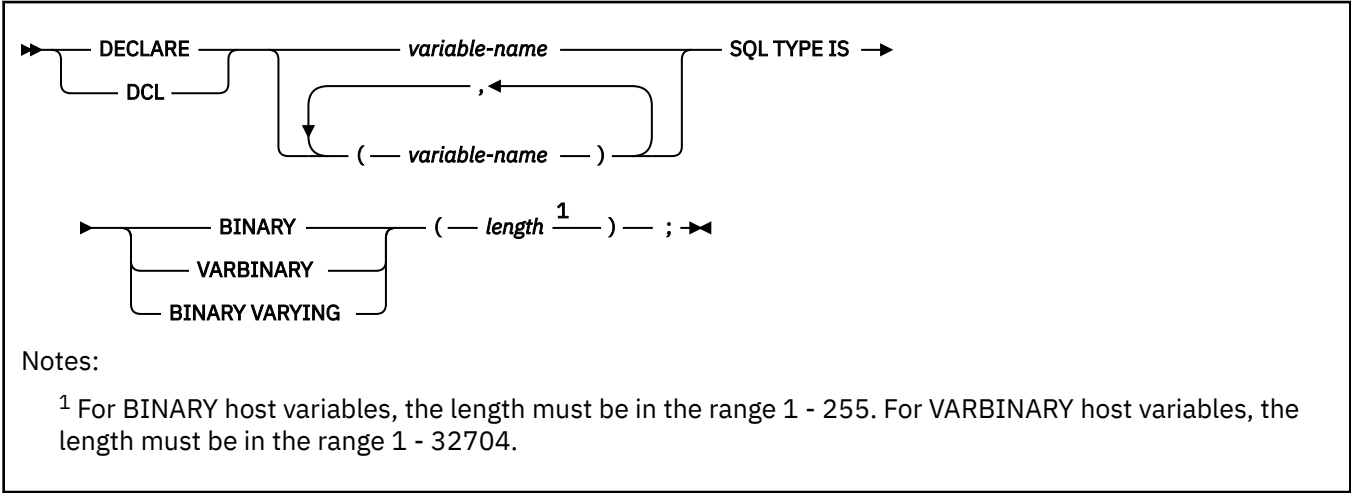 DECLARE variable-name SQL TYPE IS
DCL
,
( variable-name )
BINARY ( length 1 ) ;
VARBINARY
BINARY VARYING
Notes:
1 For BINARY host variables, the length must be in the range 1 - 255. For VARBINARY host variables, the
length must be in the range 1 - 32704.